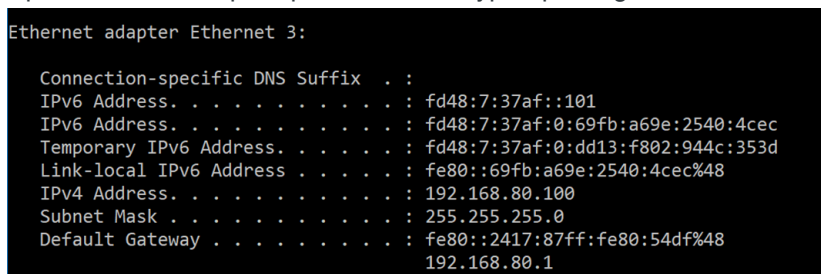 Ethernet adapter Ethernet 3:
Connection-specific DNS Suffix . :
IPv6 Address. . . . . . . . . . . : fd48:7:37af::101
IPv6 Address. . . . . . . . . . . : fd48:7:37af:0:69fb:a69e:2540:4cec
Temporary IPv6 Address. . . . . . : fd48:7:37af:0:dd13:f802:944c:353d
Link-local IPv6 Address . . . . . : fe80::69fb:a69e:2540:4cec%48
IPv4 Address. . . . . . . . . . . : 192.168.80.100
Subnet Mask . . . . . . . . . . . : 255.255.255.0
Default Gateway . . . . . . . . . : fe80::2417:87ff:fe80:54df%48
192.168.80.1